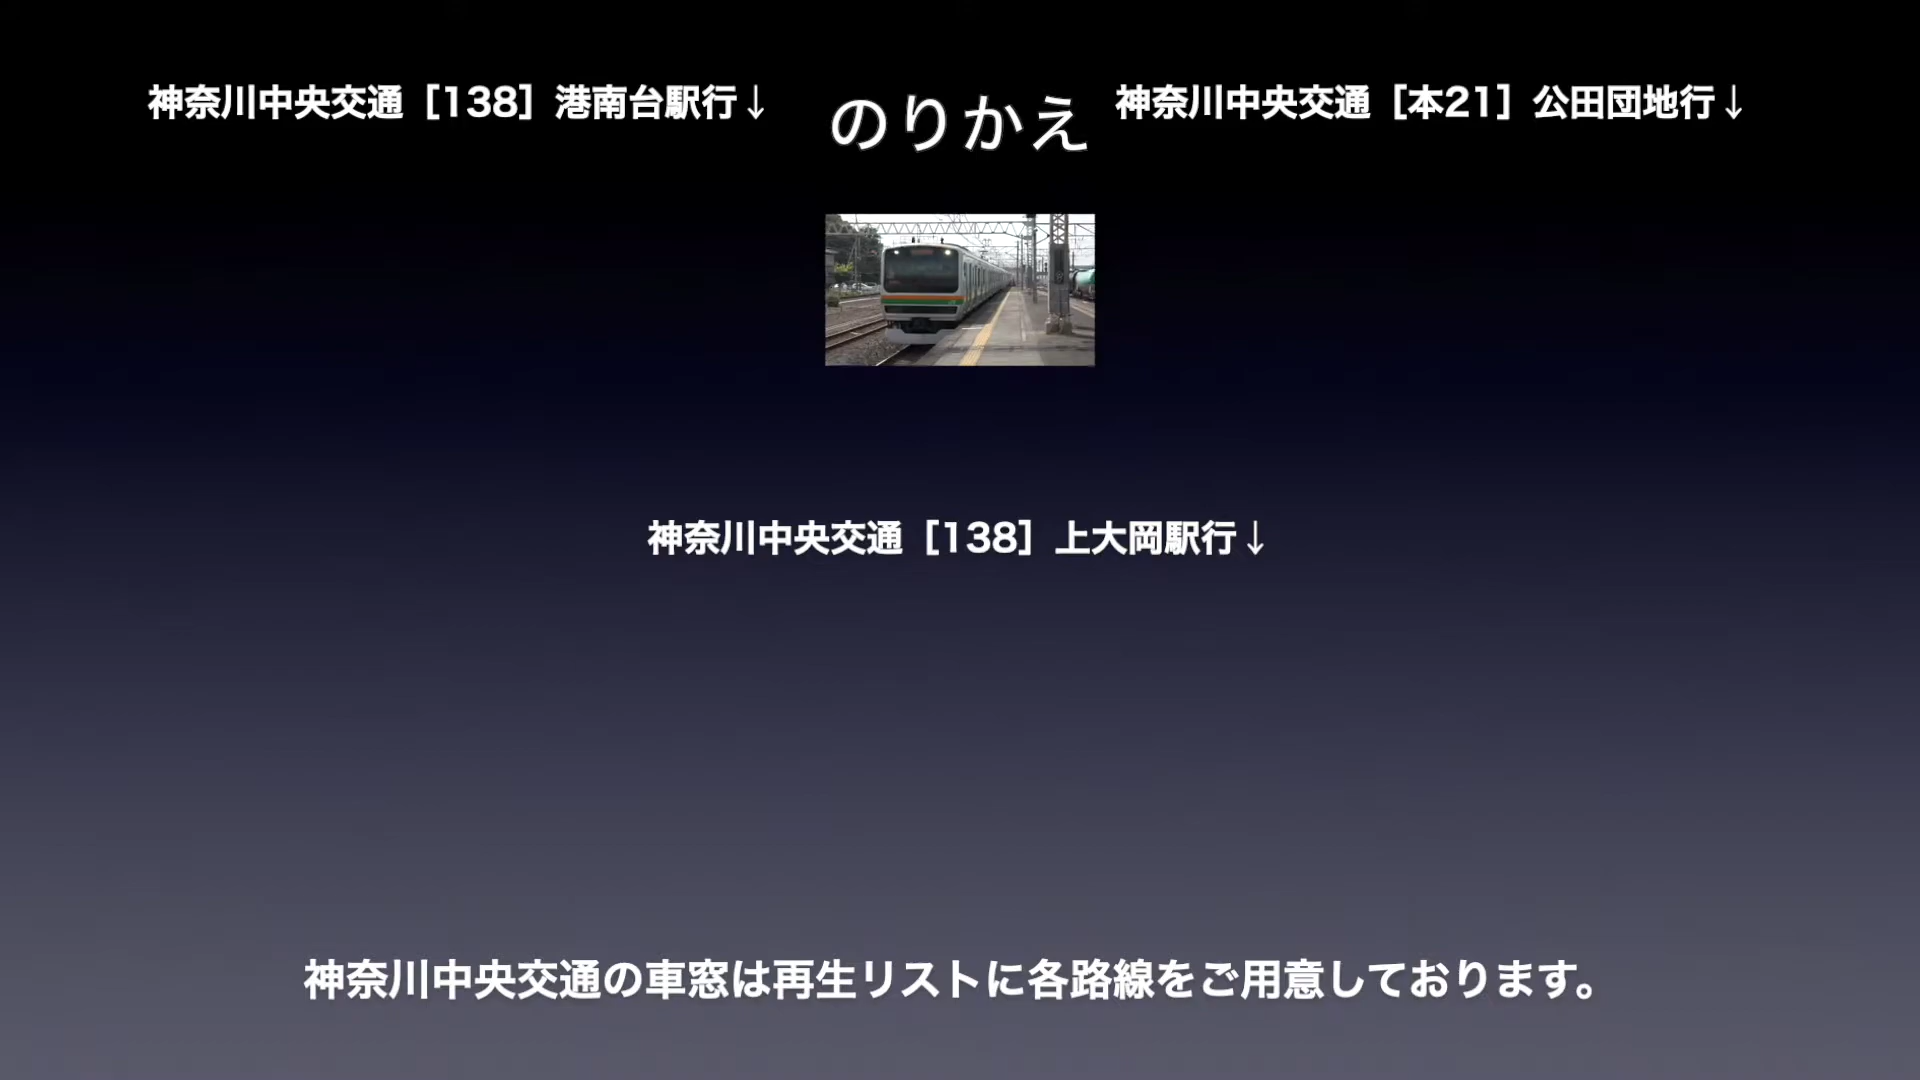 神奈川中央交通［138］港南台駅行↓
のりかえ
神奈川中央交通［本21］公田団地行↓
神奈川中央交通［138］上大岡駅行↓
神奈川中央交通の車窓は再生リストに各路線をご用意しております。